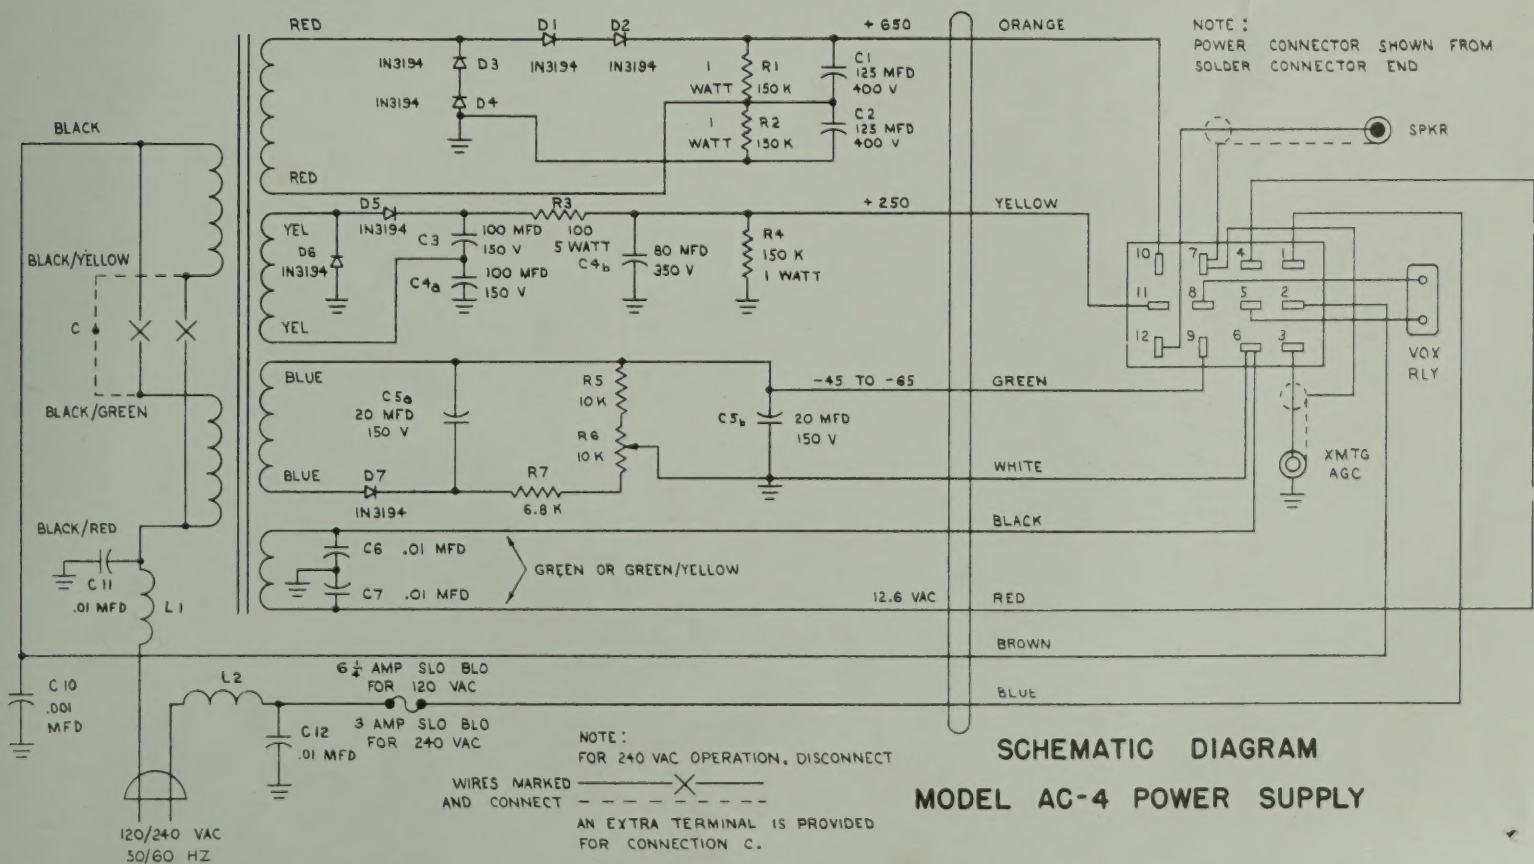 RED
D1
D2
+ 650
ORANGE
NOTE :
POWER CONNECTOR SHOWN FROM
SOLDER CONNECTOR END
IN3194
D3
IN3194
IN3194
1
WATT
R1
150 K
C1
125 MFD
400 V
IN3194
D4
1
WATT
R2
150 K
C2
125 MFD
400 V
SPKR
BLACK
RED
YEL
D5
IN3194
D6
IN3194
C3
100 MFD
150 V
R3
100
5 WATT
+ 250
YELLOW
C4a
100 MFD
150 V
C4b
80 MFD
350 V
R4
150 K
1 WATT
YEL
BLACK/YELLOW
C
BLACK/GREEN
10
7
4
1
11
8
5
2
12
9
6
3
VOX
RLY
BLUE
C5a
20 MFD
150 V
R5
10 K
R6
10 K
-45 TO -65
GREEN
C5b
20 MFD
150 V
BLUE
D7
IN3194
R7
6.8 K
WHITE
XMTG
AGC
BLACK/RED
C11
.01 MFD
L1
C6 .01 MFD
C7 .01 MFD
GREEN OR GREEN/YELLOW
BLACK
12.6 VAC
RED
BROWN
C10
.001
MFD
L2
6 1/4 AMP SLO BLO
FOR 120 VAC
3 AMP SLO BLO
FOR 240 VAC
BLUE
C12
.01 MFD
NOTE :
FOR 240 VAC OPERATION, DISCONNECT
WIRES MARKED
AND CONNECT
AN EXTRA TERMINAL IS PROVIDED
FOR CONNECTION C.
SCHEMATIC DIAGRAM
MODEL AC-4 POWER SUPPLY
120/240 VAC
50/60 HZ